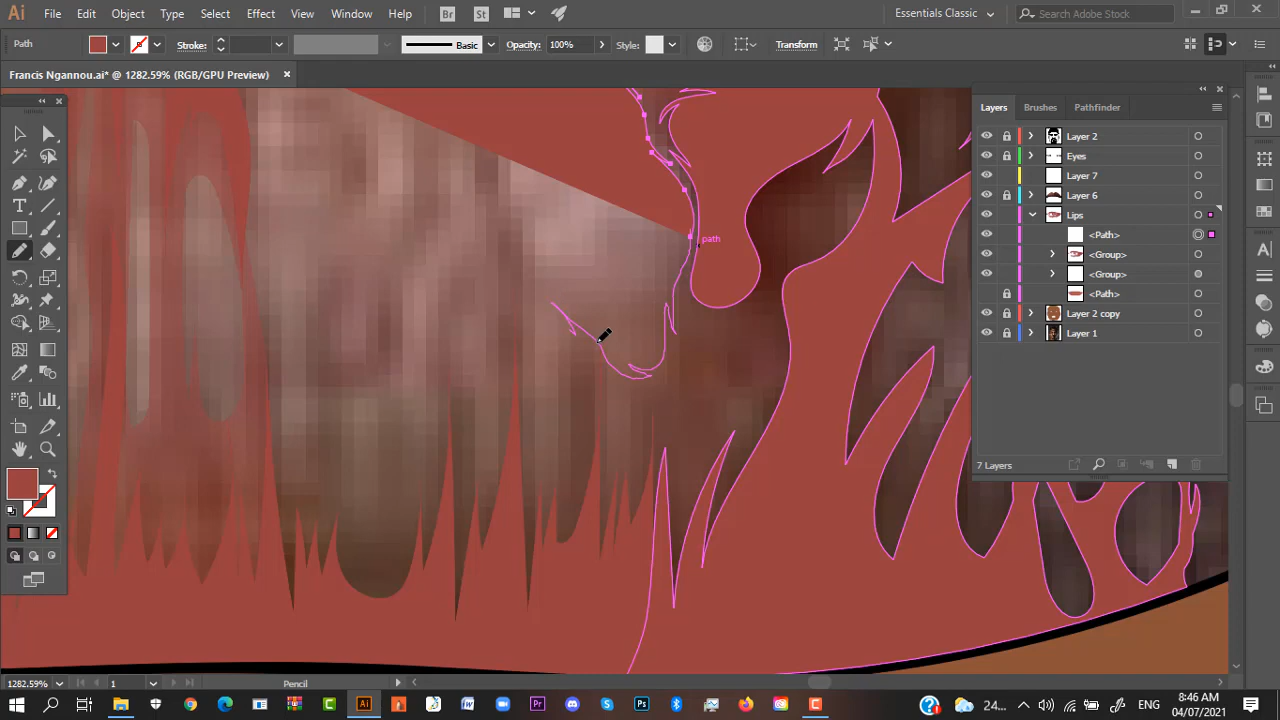 Ai File Edit Object Type Select Effect View Window Help Br St Essentials Classic Search Adobe Stock
Path Stroke: Basic Opacity: 100% Style: Transform
Francis Ngannou.ai* @ 1282.59% (RGB/GPU Preview)
Layers Brushes Pathfinder
Layer 2
Eyes
Layer 7
Layer 6
Lips
<Path>
<Group>
<Group>
<Path>
Layer 2 copy
Layer 1
path
7 Layers
1282.59% 1 Pencil
24... ENG 8:46 AM
04/07/2021